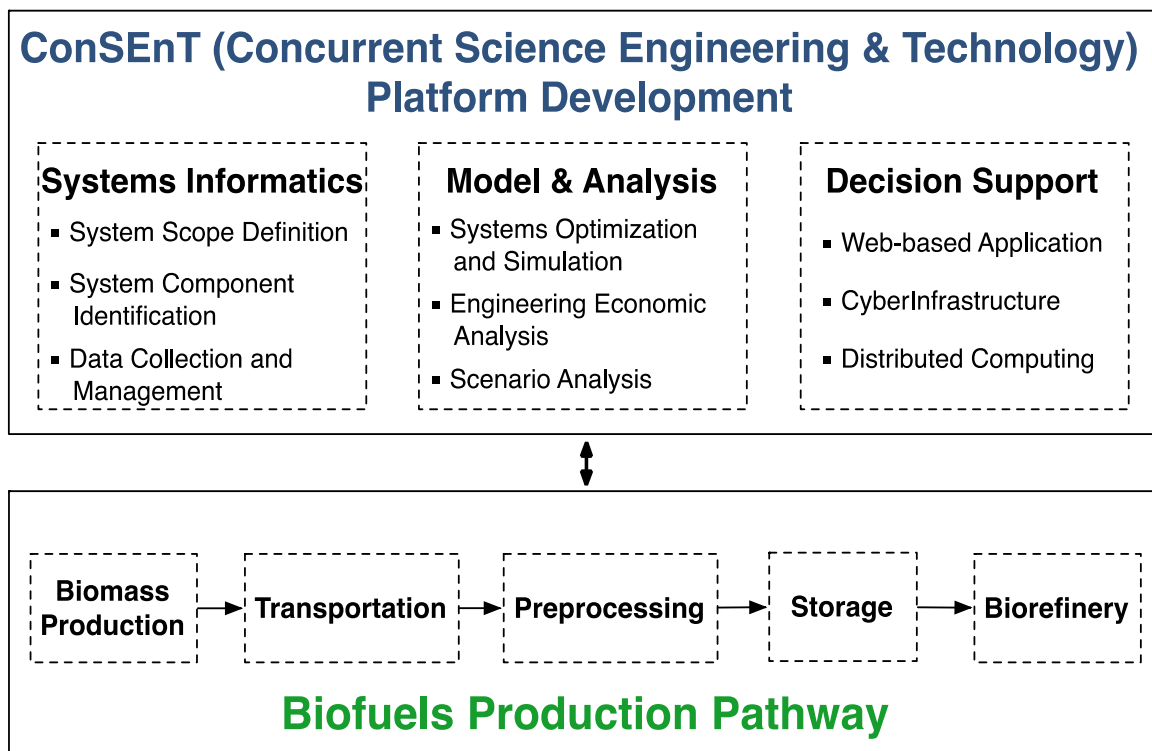 ConSEnT (Concurrent Science Engineering & Technology)
Platform Development
Systems Informatics
▪ System Scope Definition
▪ System Component
Identification
▪ Data Collection and
Management
Model & Analysis
▪ Systems Optimization
and Simulation
▪ Engineering Economic
Analysis
▪ Scenario Analysis
Decision Support
▪ Web-based Application
▪ CyberInfrastructure
▪ Distributed Computing
Biomass
Production
Transportation
Preprocessing
Storage
Biorefinery
Biofuels Production Pathway